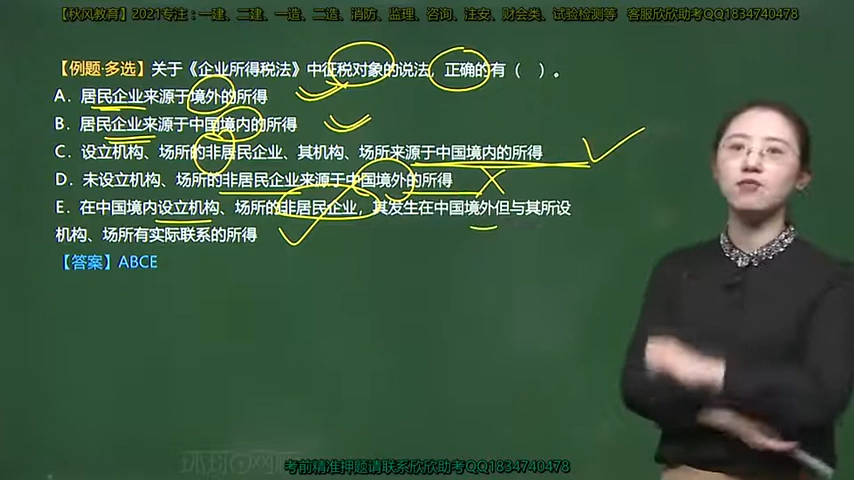 【秋风教育】2021专注：一建、二建、一造、二造、消防、监理、咨询、注安、财会类、试验检测等 客服欣欣助考QQ1834740478
【例题·多选】关于《企业所得税法》中征税对象的说法，正确的有（ ）。
A．居民企业来源于境外的所得
B．居民企业来源于中国境内的所得
C．设立机构、场所的非居民企业、其机构、场所来源于中国境内的所得
D．未设立机构、场所的非居民企业来源于中国境外的所得
E．在中国境内设立机构、场所的非居民企业，其发生在中国境外但与其所设
机构、场所有实际联系的所得
【答案】ABCE
环球网
考前精准押题请联系欣欣助考QQ1834740478